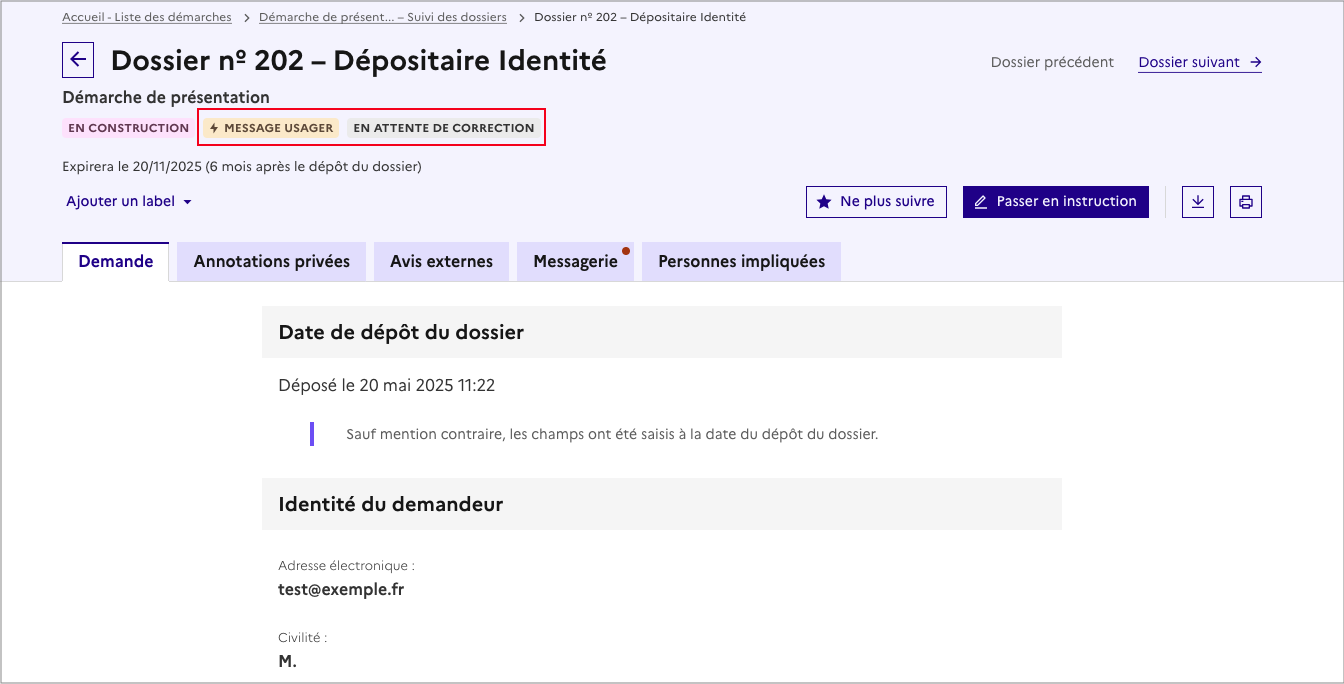 Accueil - Liste des démarches > Démarche de présent... – Suivi des dossiers > Dossier nº 202 – Dépositaire Identité
Dossier nº 202 – Dépositaire Identité
Dossier précédent Dossier suivant →
Démarche de présentation
EN CONSTRUCTION MESSAGE USAGER EN ATTENTE DE CORRECTION
Expirera le 20/11/2025 (6 mois après le dépôt du dossier)
Ajouter un label Ne plus suivre Passer en instruction
Demande Annotations privées Avis externes Messagerie Personnes impliquées
Date de dépôt du dossier
Déposé le 20 mai 2025 11:22
Sauf mention contraire, les champs ont été saisis à la date du dépôt du dossier.
Identité du demandeur
Adresse électronique :
test@exemple.fr
Civilité :
M.